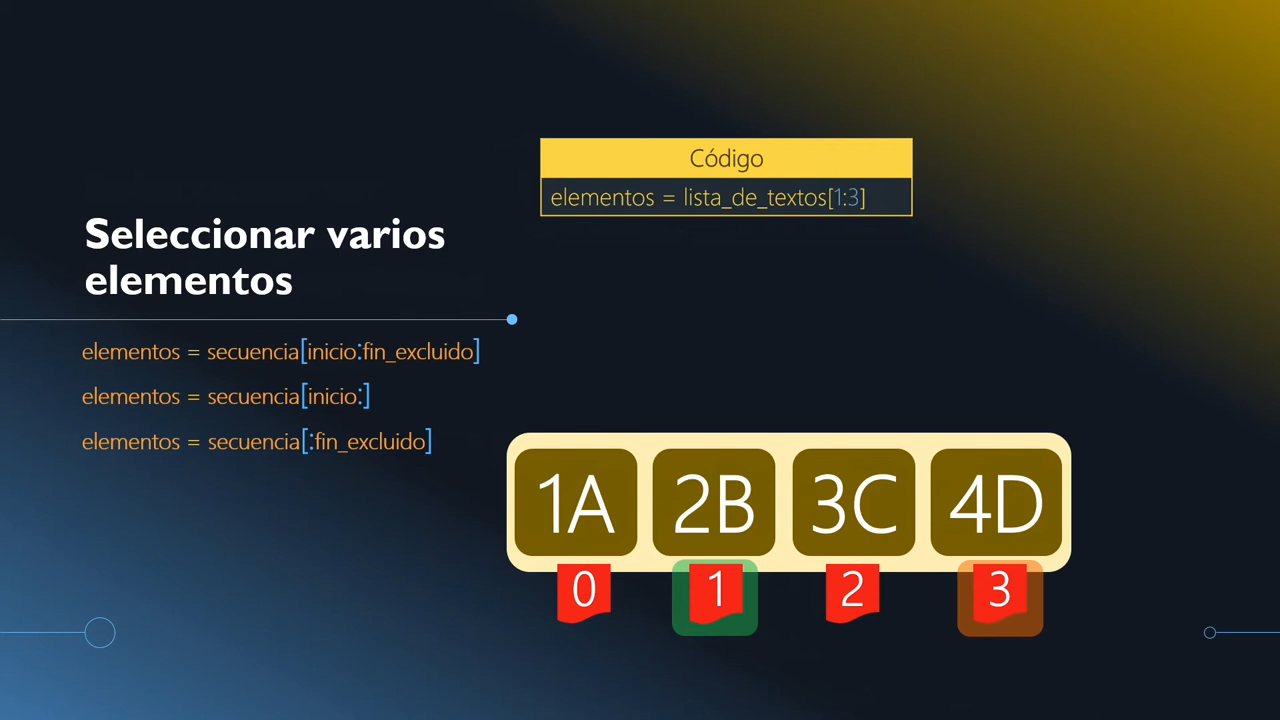 Seleccionar varios
elementos
elementos = secuencia[inicio:fin_excluido]
elementos = secuencia[inicio:]
elementos = secuencia[:fin_excluido]
Código
elementos = lista_de_textos[1:3]
1A 2B 3C 4D
0 1 2 3